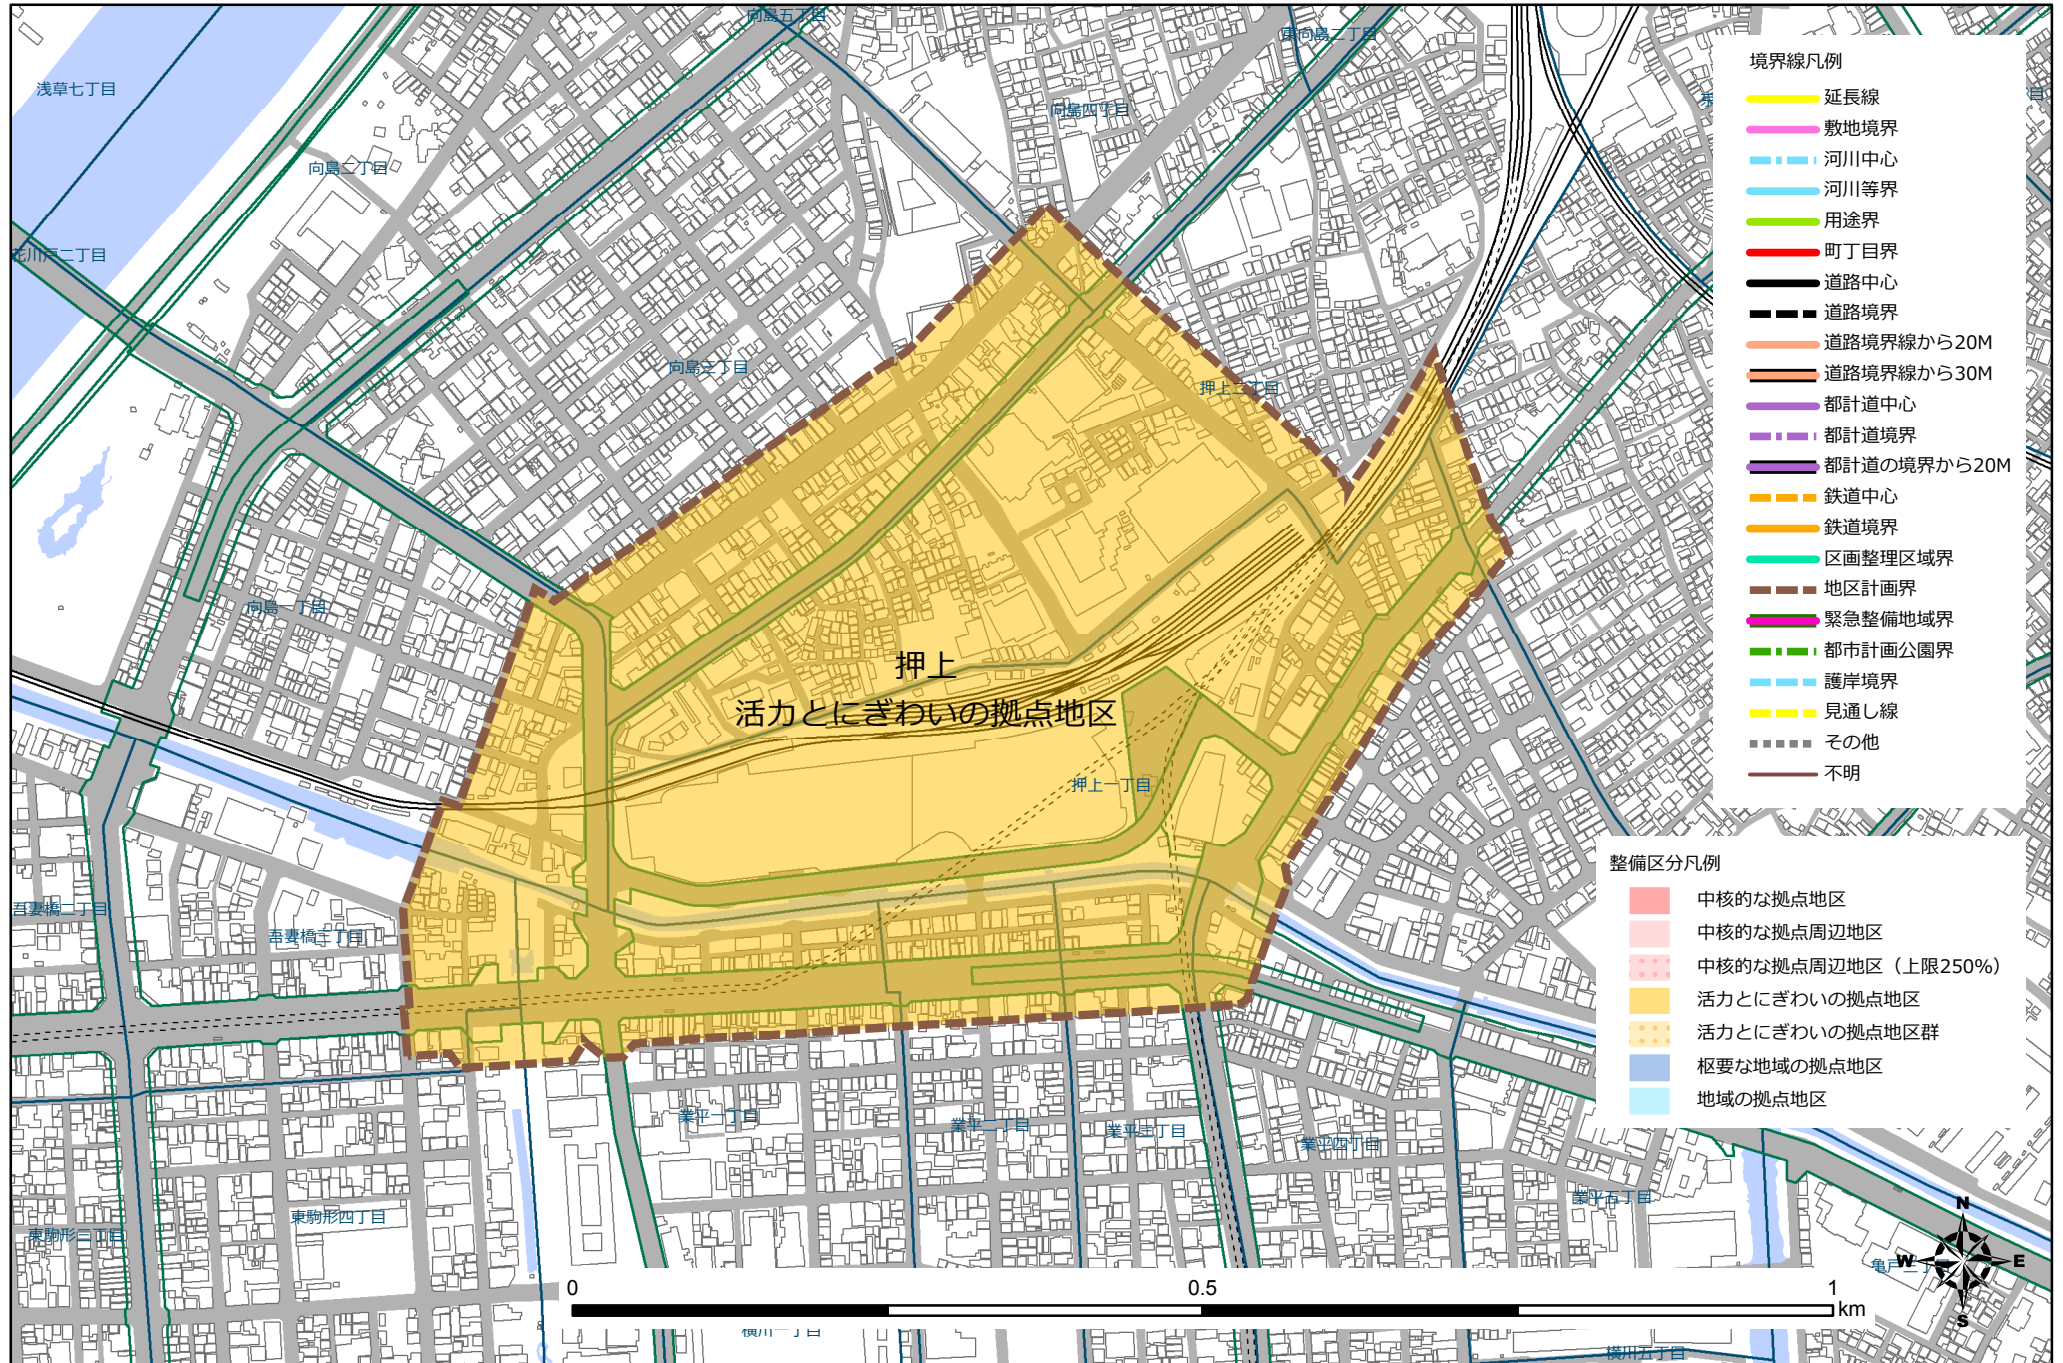 向島五丁目
東向島二丁目
浅草七丁目
向島四丁目
向島二丁目
花川戸二丁目
向島三丁目
押上二丁目
向島一丁目
押上
活力とにぎわいの拠点地区
押上一丁目
吾妻橋二丁目
吾妻橋三丁目
業平一丁目
業平二丁目
業平三丁目
業平四丁目
業平五丁目
東駒形三丁目
東駒形四丁目
亀戸三丁目
横川一丁目
横川五丁目
境界線凡例
延長線
敷地境界
河川中心
河川等界
用途界
町丁目界
道路中心
道路境界
道路境界線から20M
道路境界線から30M
都計道中心
都計道境界
都計道の境界から20M
鉄道中心
鉄道境界
区画整理区域界
地区計画界
緊急整備地域界
都市計画公園界
護岸境界
見通し線
その他
不明
整備区分凡例
中核的な拠点地区
中核的な拠点周辺地区
中核的な拠点周辺地区（上限250%）
活力とにぎわいの拠点地区
活力とにぎわいの拠点地区群
枢要な地域の拠点地区
地域の拠点地区
N
W
E
S
0
0.5
1
km